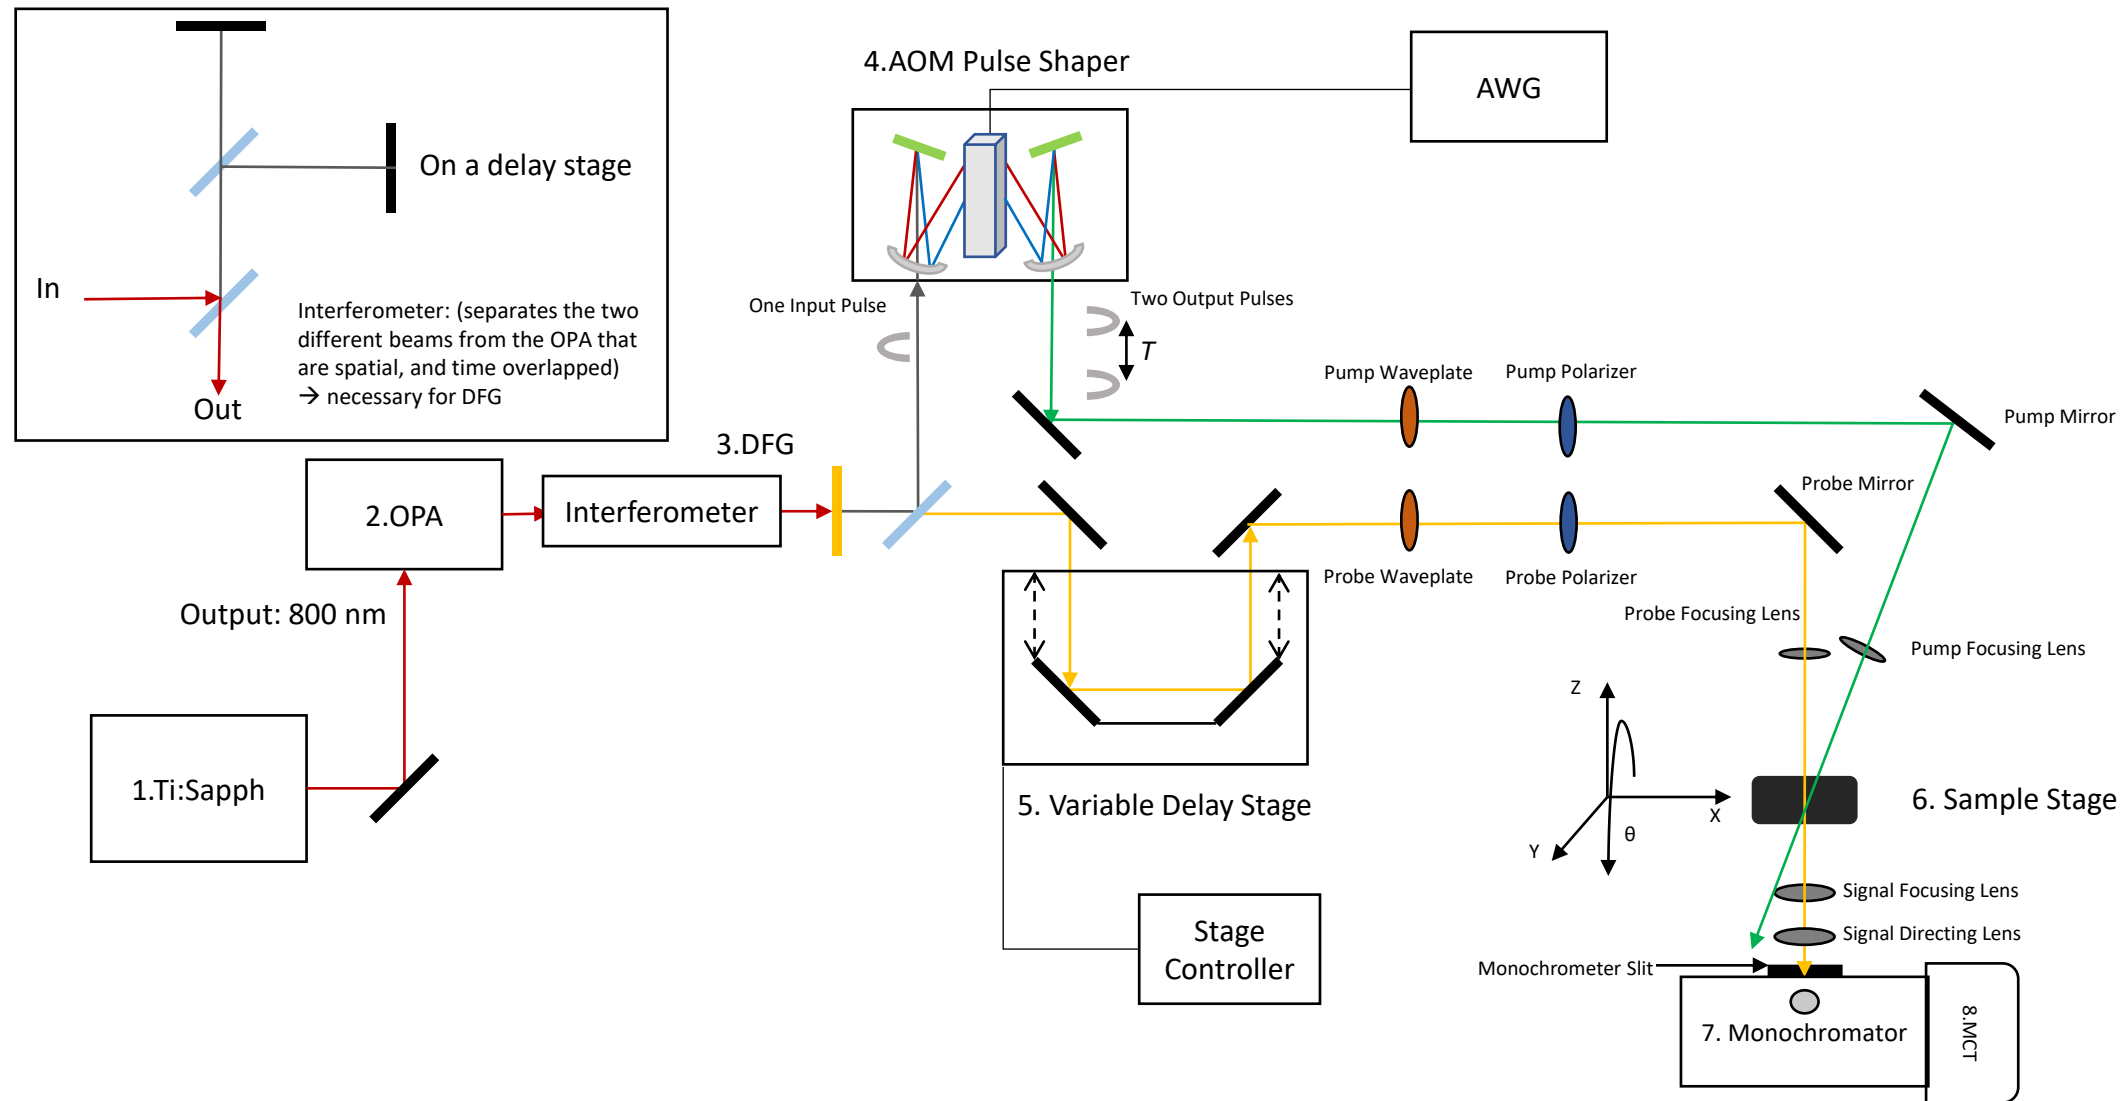 4.AOM Pulse Shaper
AWG
On a delay stage
In
Interferometer: (separates the two
different beams from the OPA that
are spatial, and time overlapped)
→ necessary for DFG
Out
One Input Pulse
Two Output Pulses
T
Pump Waveplate
Pump Polarizer
Pump Mirror
3.DFG
2.OPA
Interferometer
Probe Mirror
Probe Waveplate
Probe Polarizer
Output: 800 nm
Probe Focusing Lens
Pump Focusing Lens
Z
X
Y
θ
1.Ti:Sapph
5. Variable Delay Stage
6. Sample Stage
Stage
Controller
Signal Focusing Lens
Signal Directing Lens
Monochrometer Slit
7. Monochromator
8.MCT